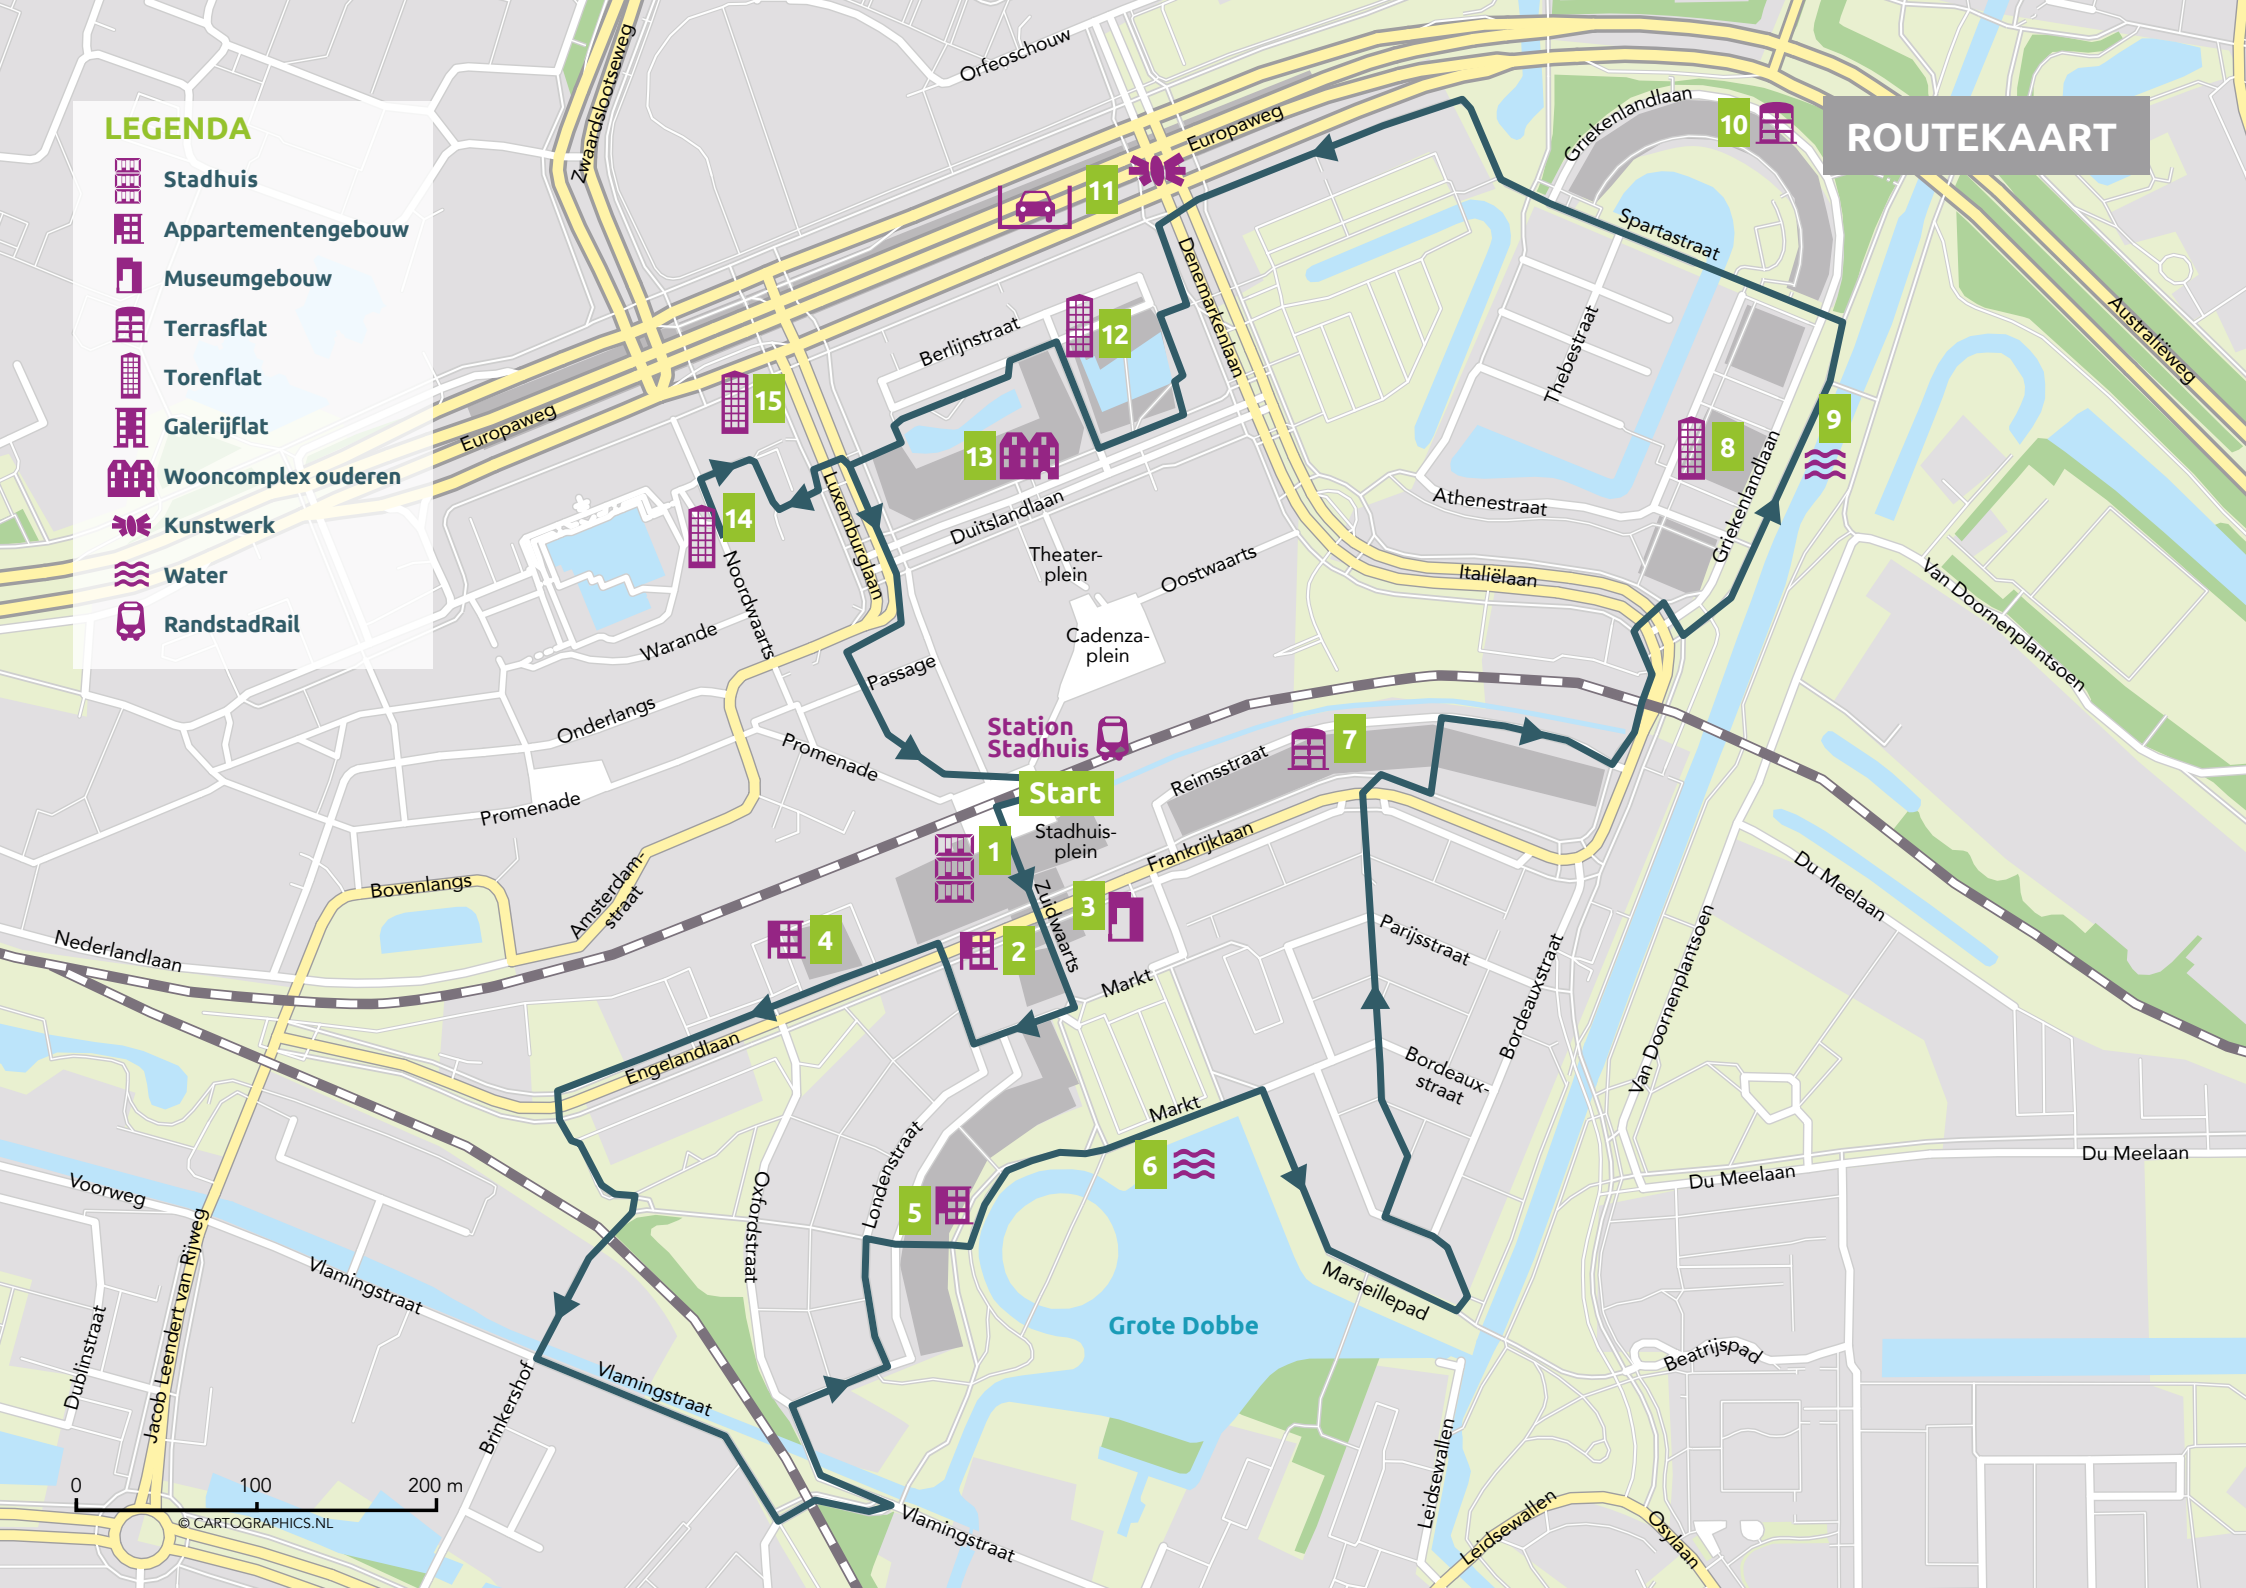 LEGENDA
Stadhuis
Appartementengebouw
Museumgebouw
Terrasflat
Torenflat
Galerijflat
Wooncomplex ouderen
Kunstwerk
Water
RandstadRail
ROUTEKAART
Zwaardslootseweg
Orfeoschouw
Europaweg
Griekenlandlaan
10
11
Spartastraat
Denemarkenlaan
Australiëweg
Berlijnstraat
12
Thebestraat
15
Europaweg
9
8
13
Griekenlandlaan
Athenestraat
Luxemburglaan
14
Duitslandlaan
Theater-
plein
Oostwaarts
Italiëlaan
Van Doornenplantsoen
Noordwaarts
Warande
Cadenza-
plein
Passage
Onderlangs
Station
Stadhuis
Promenade
7
Reimsstraat
Start
Promenade
Stadhuis-
plein
1
Frankrijklaan
Du Meelaan
Amsterdam-
straat
Bovenlangs
Zuidwaarts
3
4
2
Parijsstraat
Nederlandlaan
Markt
Bordeauxstraat
Van Doornenplantsoen
Engelandlaan
Bordeaux-
straat
Markt
6
Du Meelaan
Du Meelaan
Voorweg
Londenstraat
Oxfordstraat
5
Jacob Leendert van Rijweg
Vlamingstraat
Marseillepad
Grote Dobbe
Dublinstraat
Beatrijspad
Vlamingstraat
Brinkershof
Leidsewallen
0 100 200 m
© CARTOGRAPHICS.NL
Vlamingstraat
Leidsewallen
Osylaan